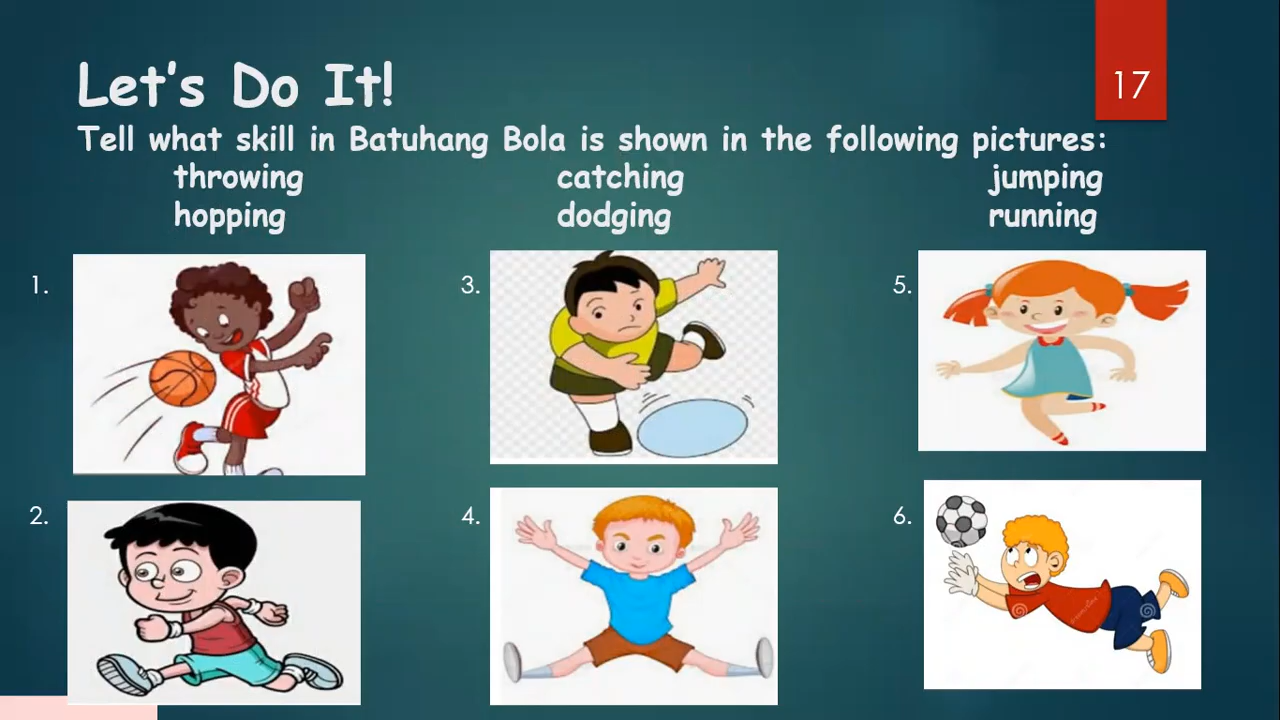 Let's Do It!
17
Tell what skill in Batuhang Bola is shown in the following pictures:
throwing catching jumping
hopping dodging running
1. 3. 5.
2. 4. 6.